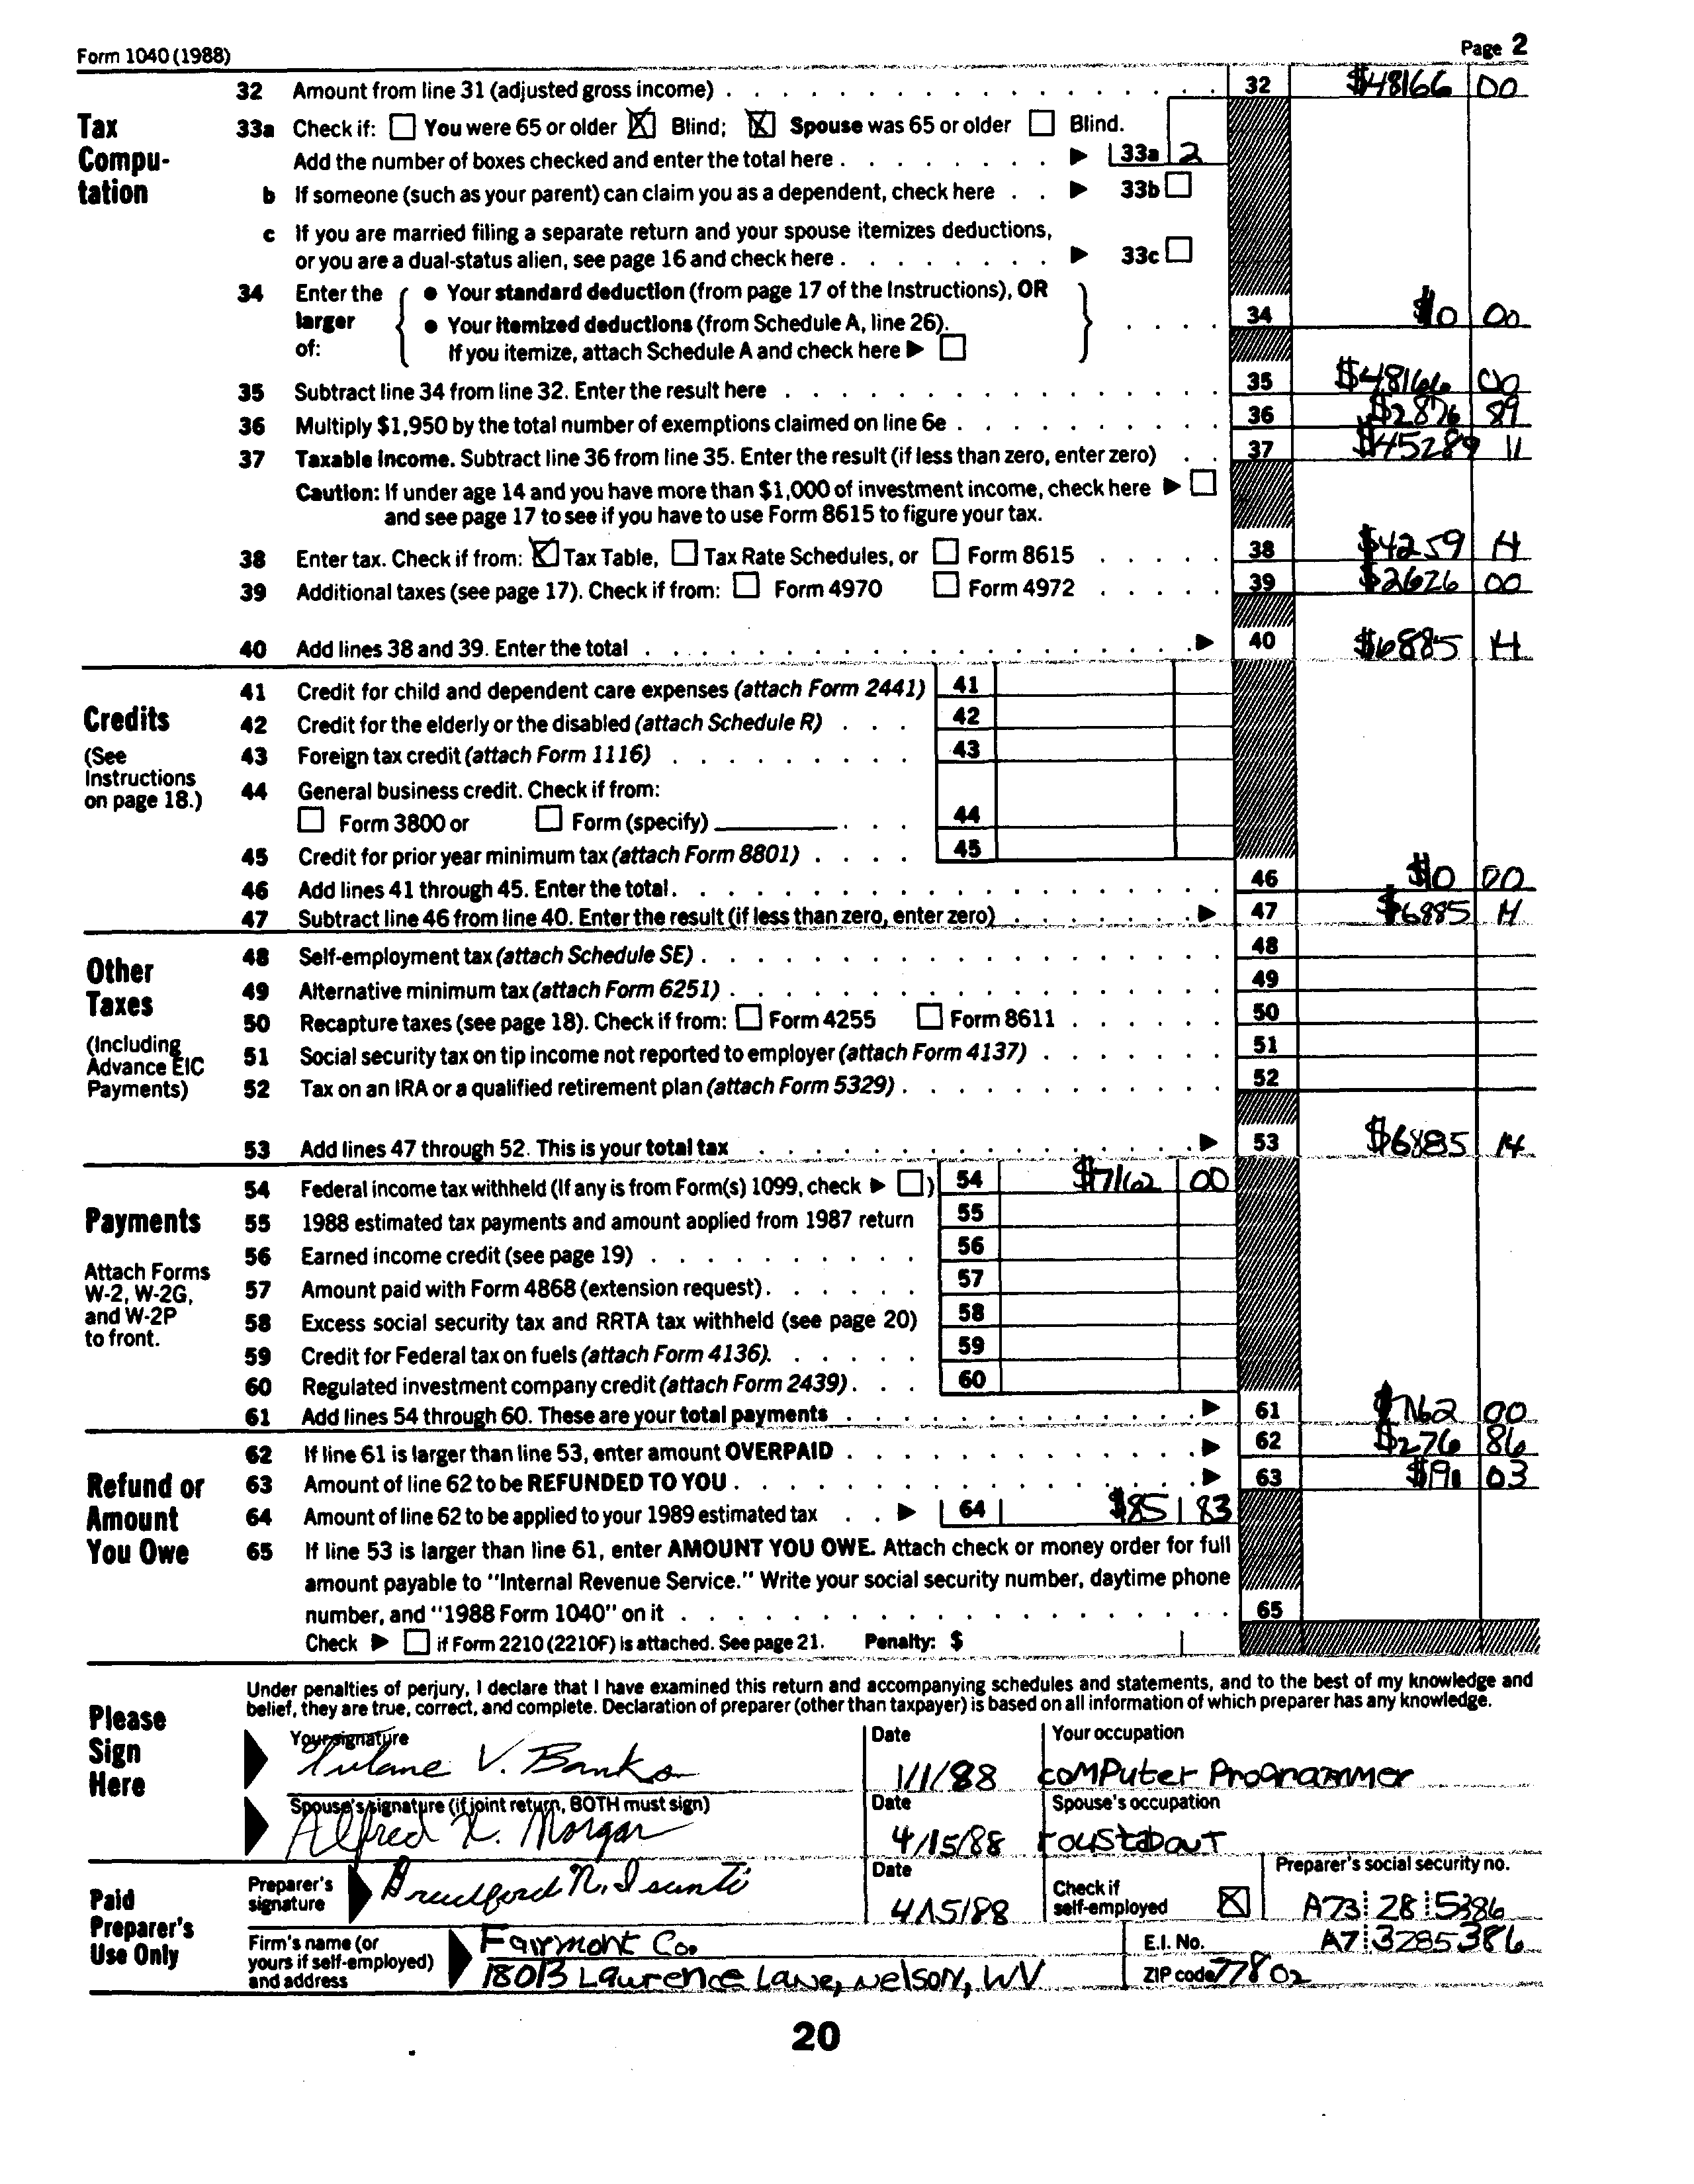 Form 1040 (1988) Page 2
Tax Compu- tation
32 Amount from line 31 (adjusted gross income) 32 $48166 00
33a Check if: You were 65 or older Blind; Spouse was 65 or older Blind.
Add the number of boxes checked and enter the total here 33a 2
b If someone (such as your parent) can claim you as a dependent, check here 33b
c If you are married filing a separate return and your spouse itemizes deductions,
or you are a dual-status alien, see page 16 and check here 33c
34 Enter the larger of:
● Your standard deduction (from page 17 of the Instructions), OR
● Your itemized deductions (from Schedule A, line 26).
If you itemize, attach Schedule A and check here
34 $0 00
35 Subtract line 34 from line 32. Enter the result here 35 $48166 00
36 Multiply $1,950 by the total number of exemptions claimed on line 6e 36 $2876 89
37 Taxable income. Subtract line 36 from line 35. Enter the result (if less than zero, enter zero) 37 $45289 11
Caution: If under age 14 and you have more than $1,000 of investment income, check here
and see page 17 to see if you have to use Form 8615 to figure your tax.
38 Enter tax. Check if from: Tax Table, Tax Rate Schedules, or Form 8615 38 $4259 14
39 Additional taxes (see page 17). Check if from: Form 4970 Form 4972 39 $2626 00
40 Add lines 38 and 39. Enter the total 40 $6885 14
Credits
(See Instructions on page 18.)
41 Credit for child and dependent care expenses (attach Form 2441) 41
42 Credit for the elderly or the disabled (attach Schedule R) 42
43 Foreign tax credit (attach Form 1116) 43
44 General business credit. Check if from:
Form 3800 or Form (specify) 44
45 Credit for prior year minimum tax (attach Form 8801) 45
46 Add lines 41 through 45. Enter the total. 46 $0 00
47 Subtract line 46 from line 40. Enter the result (if less than zero, enter zero) 47 $6885 14
Other Taxes
(Including Advance EIC Payments)
48 Self-employment tax (attach Schedule SE) 48
49 Alternative minimum tax (attach Form 6251) 49
50 Recapture taxes (see page 18). Check if from: Form 4255 Form 8611 50
51 Social security tax on tip income not reported to employer (attach Form 4137) 51
52 Tax on an IRA or a qualified retirement plan (attach Form 5329) 52
53 Add lines 47 through 52. This is your total tax 53 $6885 14
Payments
Attach Forms W-2, W-2G, and W-2P to front.
54 Federal income tax withheld (If any is from Form(s) 1099, check ) 54 $7162 00
55 1988 estimated tax payments and amount applied from 1987 return 55
56 Earned income credit (see page 19) 56
57 Amount paid with Form 4868 (extension request) 57
58 Excess social security tax and RRTA tax withheld (see page 20) 58
59 Credit for Federal tax on fuels (attach Form 4136) 59
60 Regulated investment company credit (attach Form 2439) 60
61 Add lines 54 through 60. These are your total payments 61 $7162 00
Refund or Amount You Owe
62 If line 61 is larger than line 53, enter amount OVERPAID 62 $276 86
63 Amount of line 62 to be REFUNDED TO YOU 63 $191 03
64 Amount of line 62 to be applied to your 1989 estimated tax 64 $85 83
65 If line 53 is larger than line 61, enter AMOUNT YOU OWE. Attach check or money order for full
amount payable to "Internal Revenue Service." Write your social security number, daytime phone
number, and "1988 Form 1040" on it 65
Check if Form 2210 (2210F) is attached. See page 21. Penalty: $
Please Sign Here
Under penalties of perjury, I declare that I have examined this return and accompanying schedules and statements, and to the best of my knowledge and
belief, they are true, correct, and complete. Declaration of preparer (other than taxpayer) is based on all information of which preparer has any knowledge.
Your signature Date Your occupation
Tulane V. Banks 1/1/88 computer Programmer
Spouse's signature (if joint return, BOTH must sign) Date Spouse's occupation
Alfred X. Morgan 4/15/88 roustabout
Paid Preparer's Use Only
Preparer's signature Bradford N. Isanti Date 4/15/88 Check if self-employed Preparer's social security no. A73 28 5386
Firm's name (or yours if self-employed) and address
Fairmont Co. E.I. No. A7 3285386
18013 Lawrence Lane, Nelson, WV ZIP code 77802
20